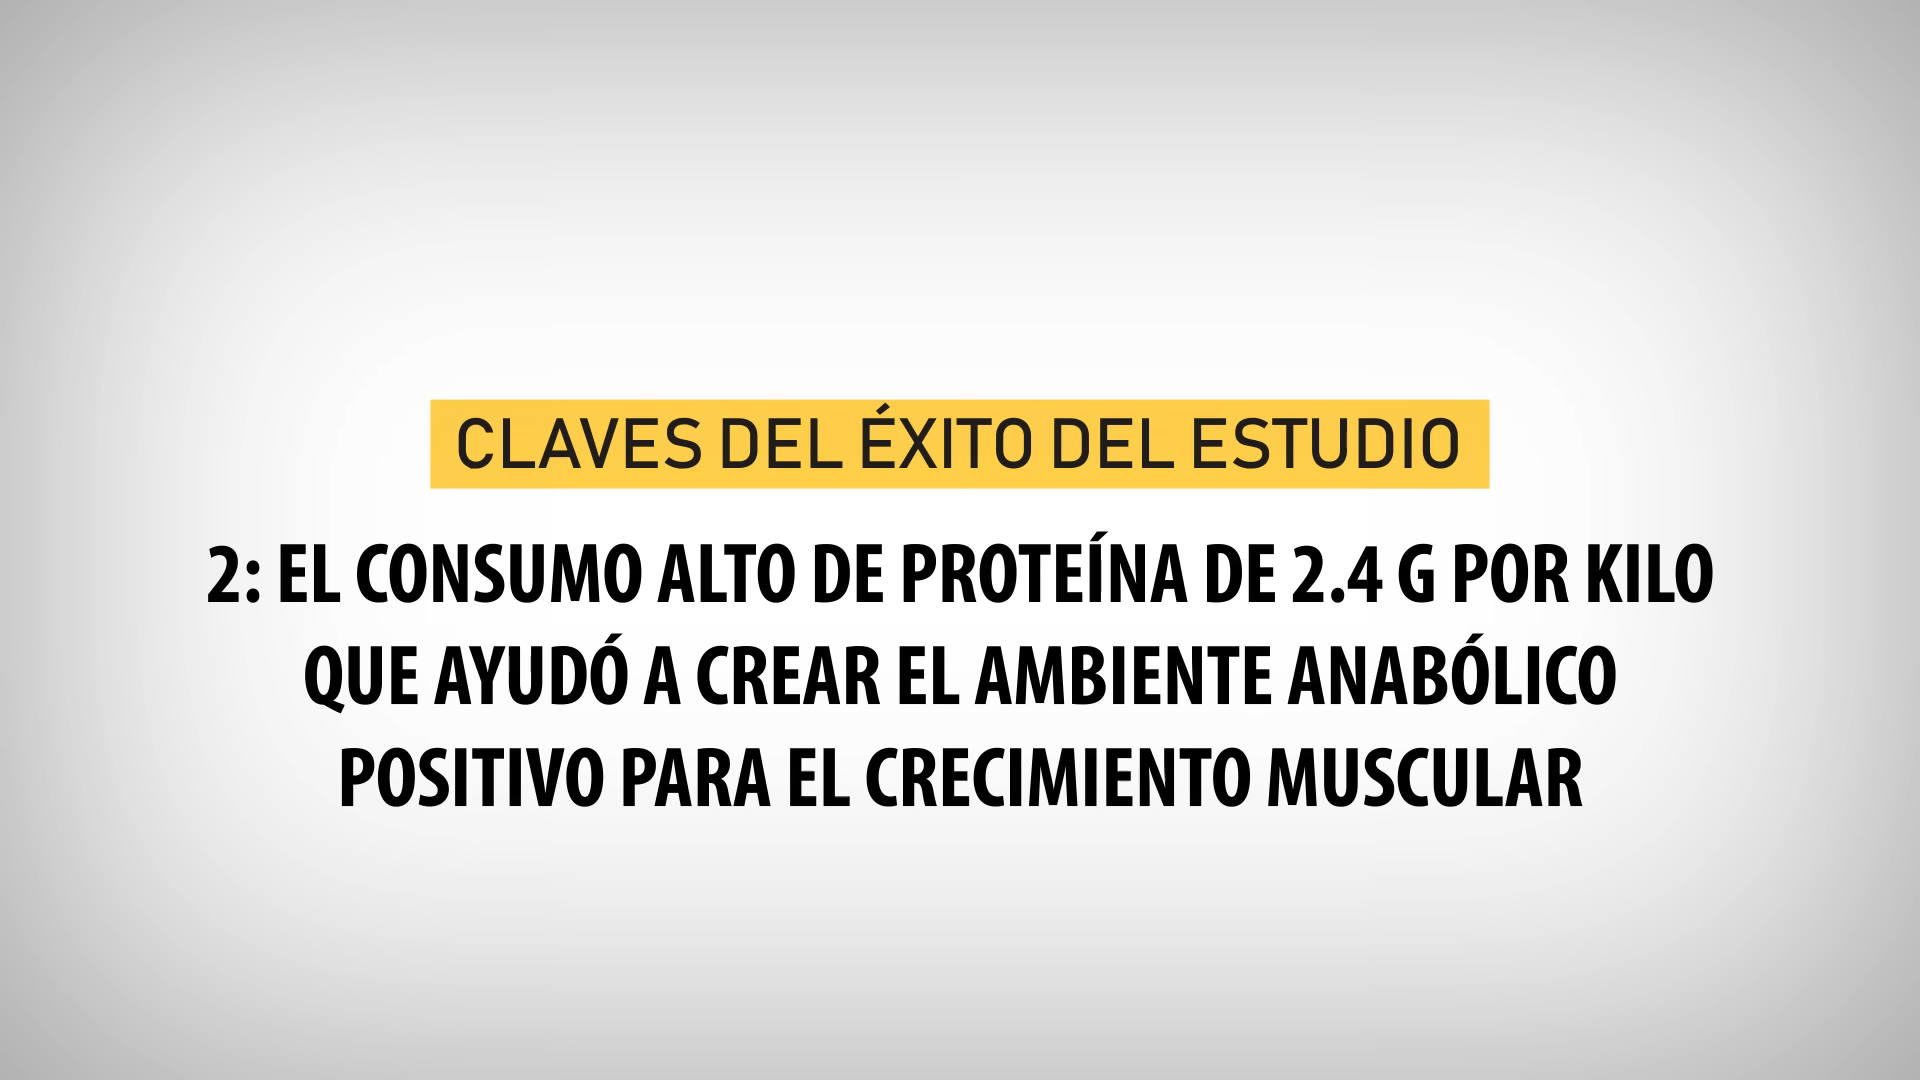 CLAVES DEL ÉXITO DEL ESTUDIO
2: EL CONSUMO ALTO DE PROTEÍNA DE 2.4 G POR KILO
QUE AYUDÓ A CREAR EL AMBIENTE ANABÓLICO
POSITIVO PARA EL CRECIMIENTO MUSCULAR